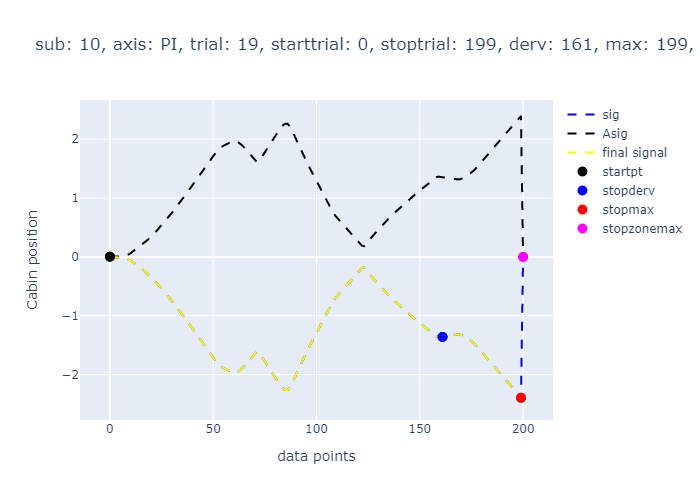 sub: 10, axis: PI, trial: 19, starttrial: 0, stoptrial: 199, derv: 161, max: 199,
sig
Asig
final signal
startpt
stopderv
stopmax
stopzonemax
Cabin position
2
1
0
−1
−2
0 50 100 150 200
data points